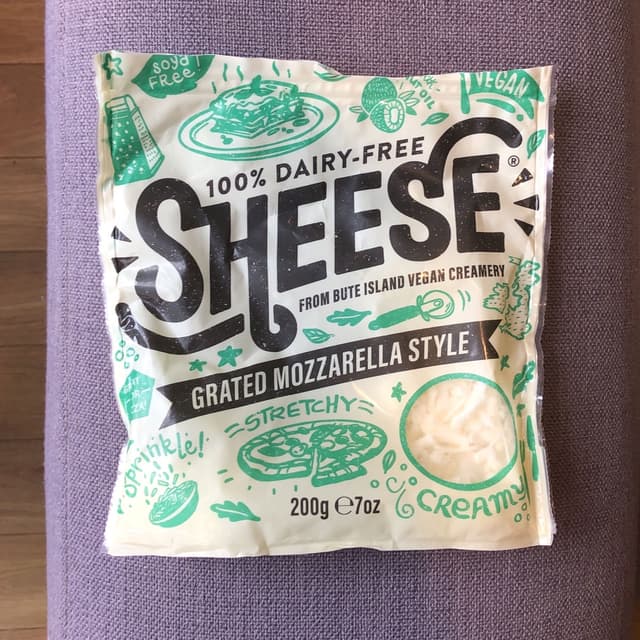 SOYA
FREE
VEGAN
100% DAIRY-FREE
SHEESE®
FROM BUTE ISLAND VEGAN CREAMERY
GRATED MOZZARELLA STYLE
STRETCHY
sprinkle!
CREAMY
200g ℮7oz